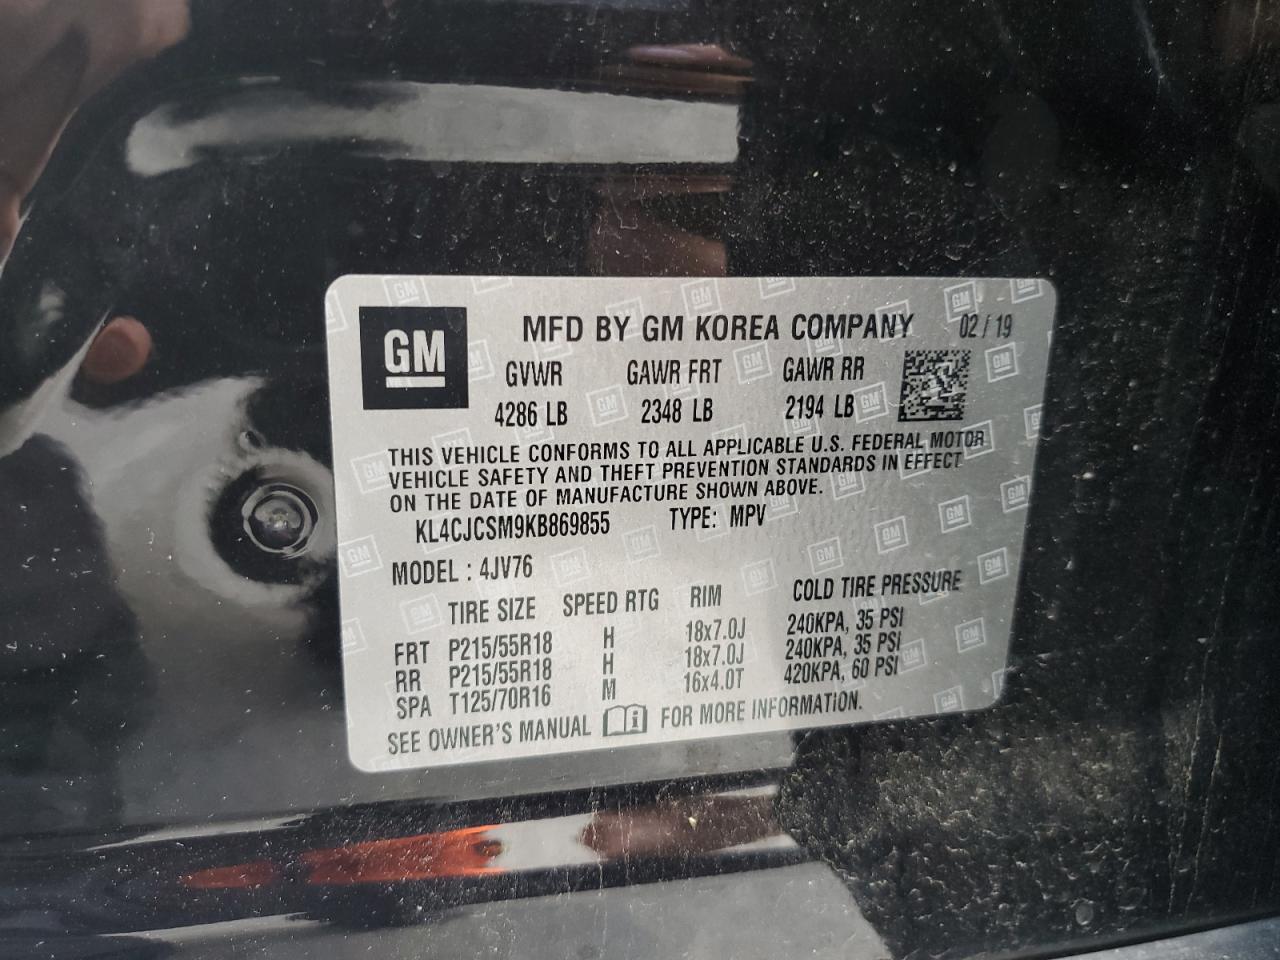 GM
MFD BY GM KOREA COMPANY 02/19
GVWR GAWR FRT GAWR RR
4286 LB 2348 LB 2194 LB
THIS VEHICLE CONFORMS TO ALL APPLICABLE U.S. FEDERAL MOTOR
VEHICLE SAFETY AND THEFT PREVENTION STANDARDS IN EFFECT
ON THE DATE OF MANUFACTURE SHOWN ABOVE.
KL4CJCSM9KB869855 TYPE: MPV
MODEL : 4JV76
TIRE SIZE SPEED RTG RIM COLD TIRE PRESSURE
FRT P215/55R18 H 18x7.0J 240KPA, 35 PSI
RR P215/55R18 H 18x7.0J 240KPA, 35 PSI
SPA T125/70R16 M 16x4.0T 420KPA, 60 PSI
SEE OWNER'S MANUAL FOR MORE INFORMATION.